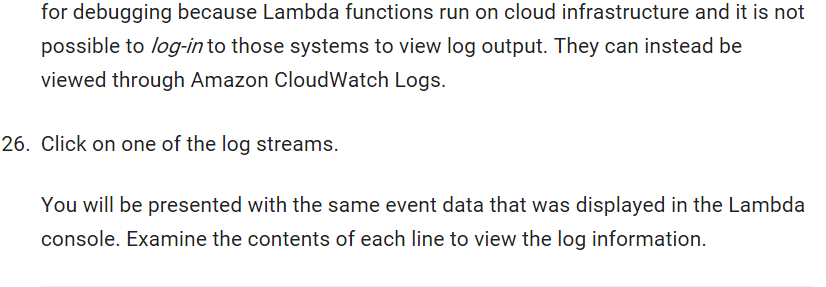 for debugging because Lambda functions run on cloud infrastructure and it is not
possible to log-in to those systems to view log output. They can instead be
viewed through Amazon CloudWatch Logs.
26. Click on one of the log streams.
You will be presented with the same event data that was displayed in the Lambda
console. Examine the contents of each line to view the log information.